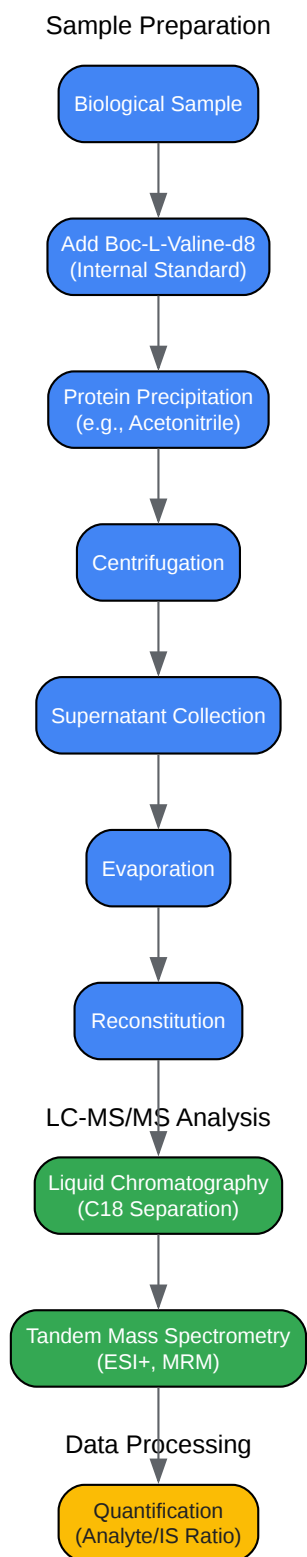 Sample Preparation
Biological Sample
Add Boc-L-Valine-d8
(Internal Standard)
Protein Precipitation
(e.g., Acetonitrile)
Centrifugation
Supernatant Collection
Evaporation
Reconstitution
LC-MS/MS Analysis
Liquid Chromatography
(C18 Separation)
Tandem Mass Spectrometry
(ESI+, MRM)
Data Processing
Quantification
(Analyte/IS Ratio)